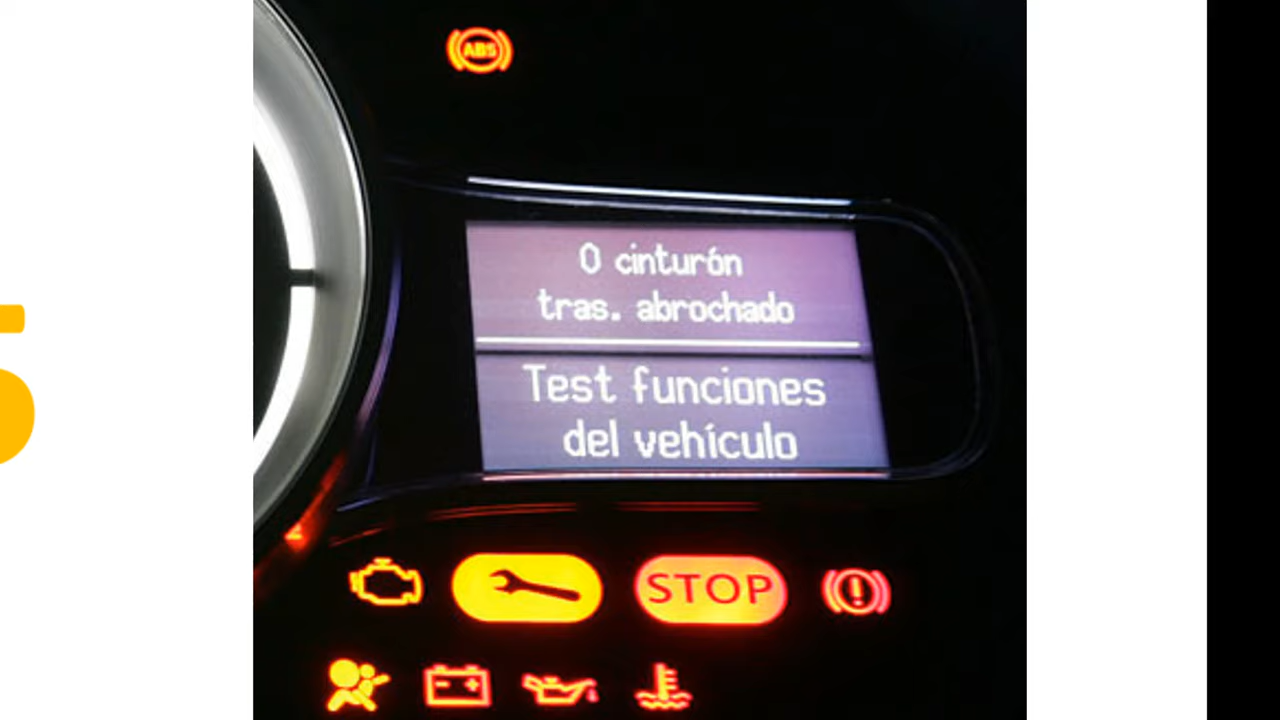 ABS
0 cinturón
tras. abrochado
Test funciones
del vehículo
STOP